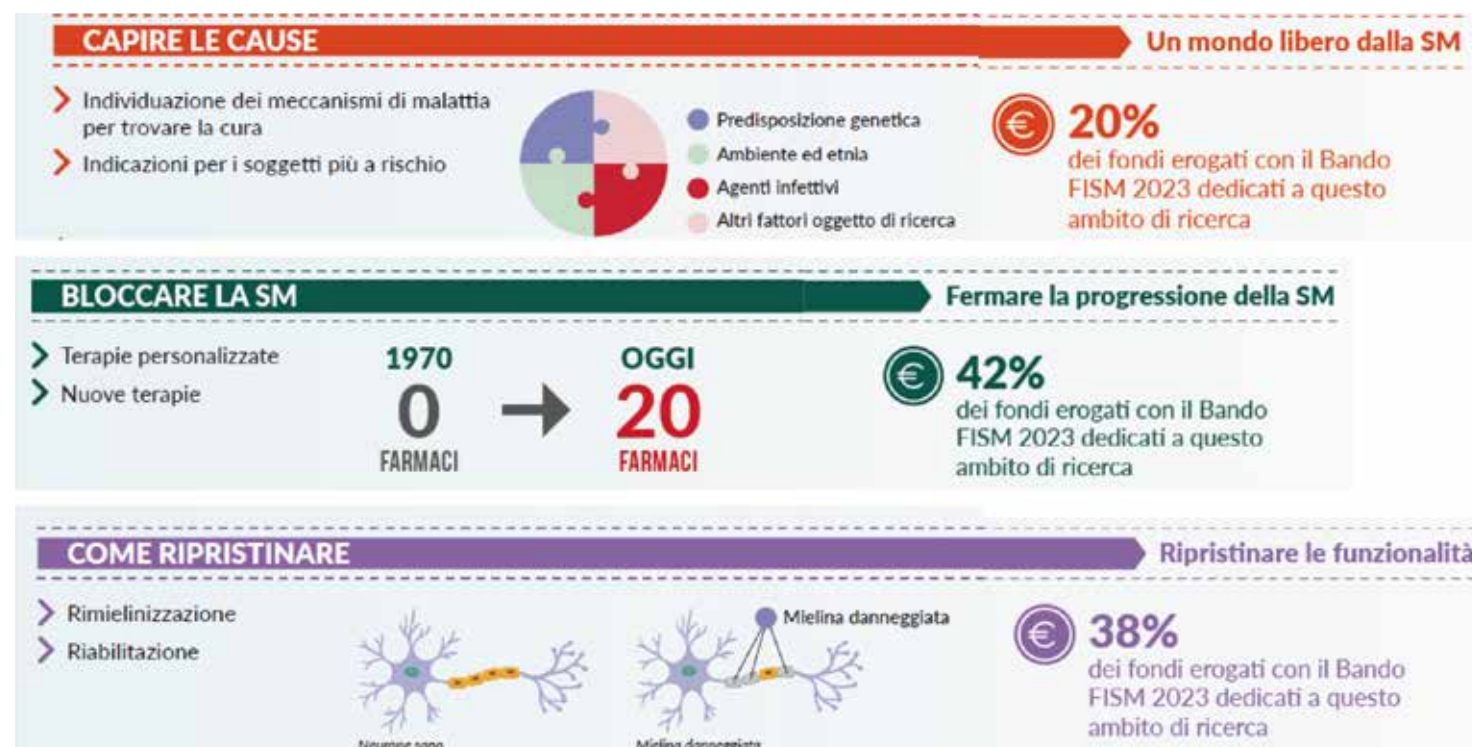 CAPIRE LE CAUSE
Un mondo libero dalla SM
Individuazione dei meccanismi di malattia
per trovare la cura
Indicazioni per i soggetti più a rischio
Predisposizione genetica
Ambiente ed etnia
Agenti infettivi
Altri fattori oggetto di ricerca
€
20%
dei fondi erogati con il Bando
FISM 2023 dedicati a questo
ambito di ricerca
BLOCCARE LA SM
Fermare la progressione della SM
Terapie personalizzate
Nuove terapie
1970
0
FARMACI
OGGI
20
FARMACI
€
42%
dei fondi erogati con il Bando
FISM 2023 dedicati a questo
ambito di ricerca
COME RIPRISTINARE
Ripristinare le funzionalità
Rimielinizzazione
Riabilitazione
Neurone sano
Mielina danneggiata
Mielina danneggiata
€
38%
dei fondi erogati con il Bando
FISM 2023 dedicati a questo
ambito di ricerca